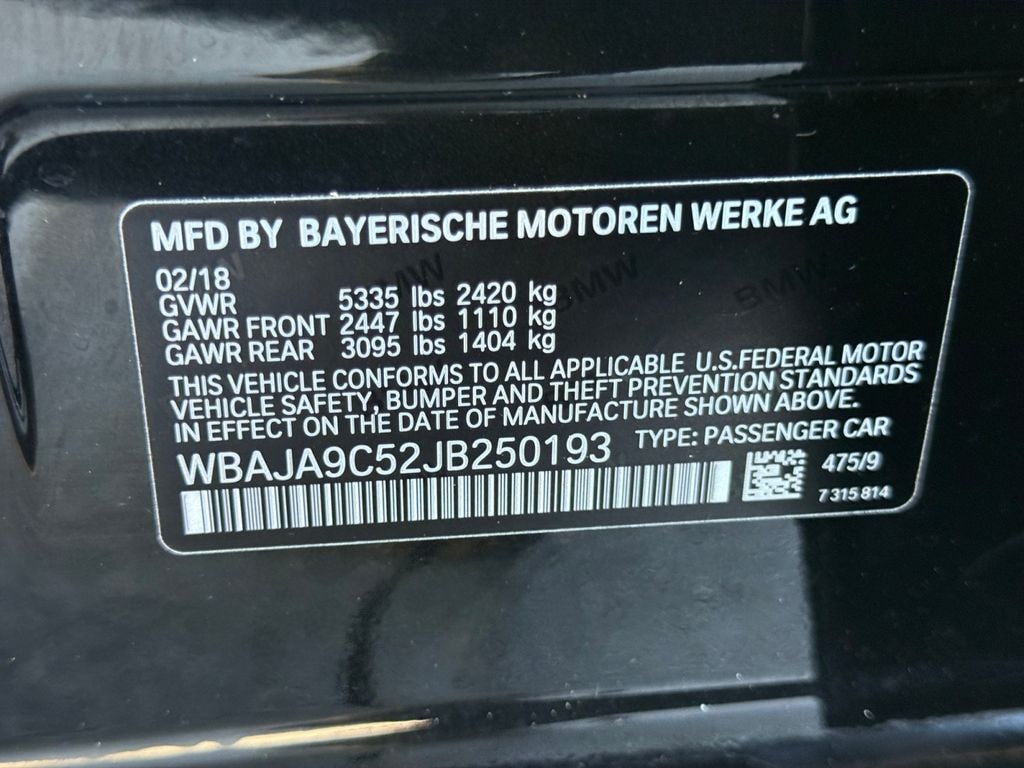 MFD BY BAYERISCHE MOTOREN WERKE AG
02/18
GVWR 5335 lbs 2420 kg
GAWR FRONT 2447 lbs 1110 kg
GAWR REAR 3095 lbs 1404 kg
THIS VEHICLE CONFORMS TO ALL APPLICABLE U.S.FEDERAL MOTOR
VEHICLE SAFETY, BUMPER AND THEFT PREVENTION STANDARDS
IN EFFECT ON THE DATE OF MANUFACTURE SHOWN ABOVE.
WBAJA9C52JB250193 TYPE: PASSENGER CAR
475/9
7 315 814
BMW BMW BMW